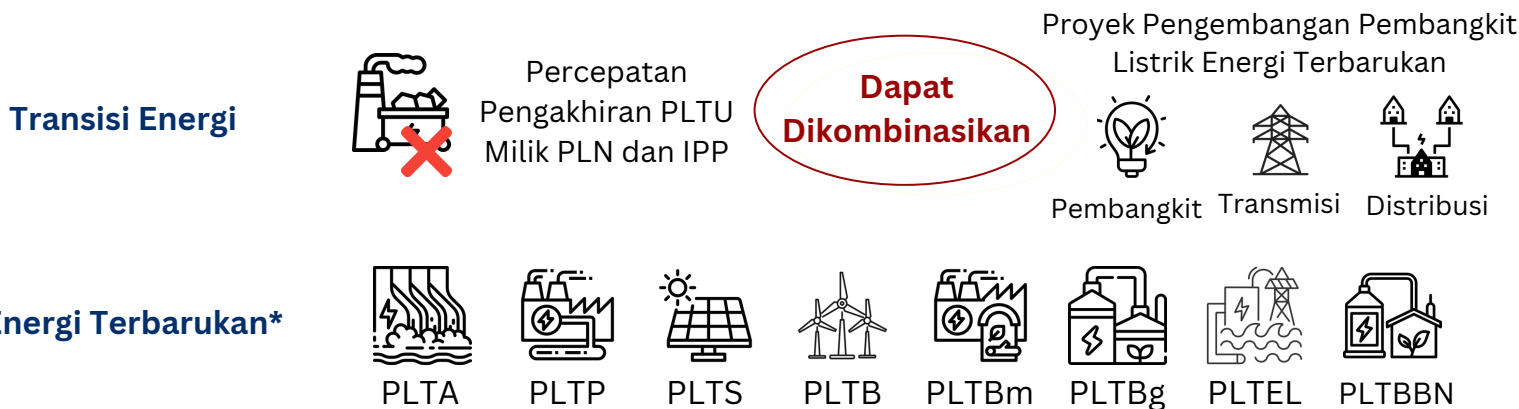 Transisi Energi
Percepatan
Pengakhiran PLTU
Milik PLN dan IPP
Dapat
Dikombinasikan
Proyek Pengembangan Pembangkit
Listrik Energi Terbarukan
Pembangkit
Transmisi
Distribusi
Energi Terbarukan*
PLTA
PLTP
PLTS
PLTB
PLTBm
PLTBg
PLTEL
PLTBBN